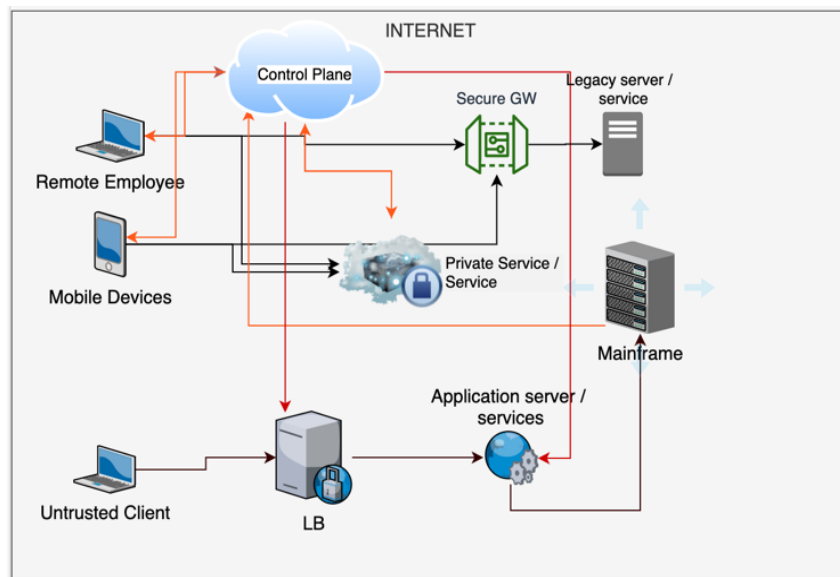 INTERNET
Control Plane
Legacy server /
service
Secure GW
Remote Employee
Private Service /
Service
Mobile Devices
Mainframe
Application server /
services
Untrusted Client
LB